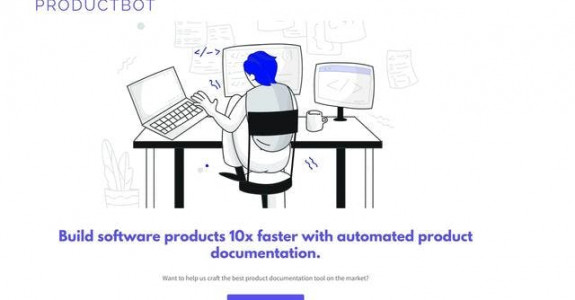 PRODUCTBOT
</>
Build software products 10x faster with automated product
documentation.
Want to help us craft the best product documentation tool on the market?